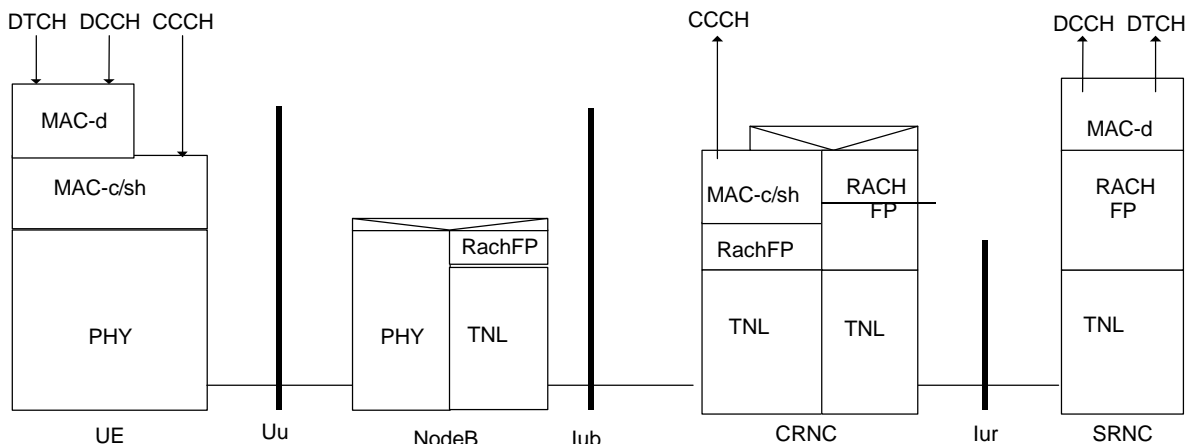 DTCH DCCH CCCH
CCCH
DCCH DTCH
MAC-d
MAC-c/sh
PHY
UE
Uu
RachFP
PHY
TNL
NodeB
Iub
MAC-c/sh
RachFP
TNL
RACH
FP
TNL
CRNC
Iur
MAC-d
RACH
FP
TNL
SRNC